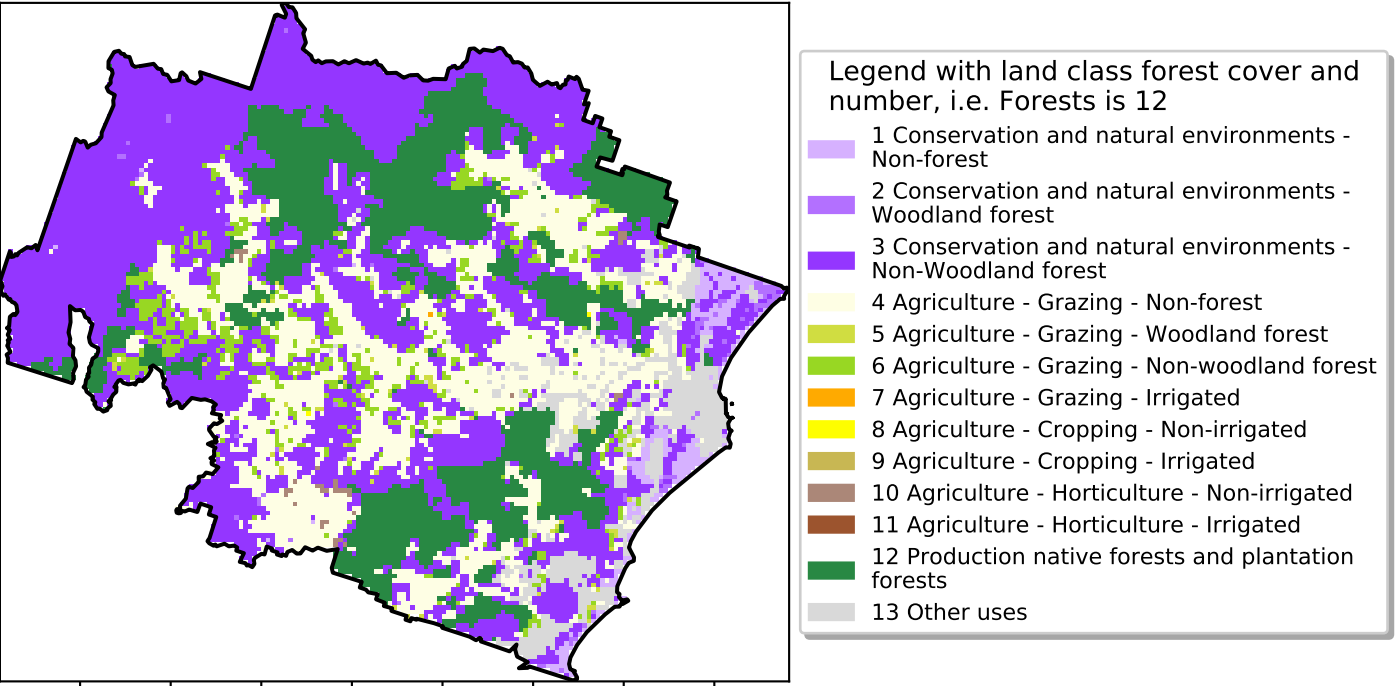 Legend with land class forest cover and
number, i.e. Forests is 12
1 Conservation and natural environments -
Non-forest
2 Conservation and natural environments -
Woodland forest
3 Conservation and natural environments -
Non-Woodland forest
4 Agriculture - Grazing - Non-forest
5 Agriculture - Grazing - Woodland forest
6 Agriculture - Grazing - Non-woodland forest
7 Agriculture - Grazing - Irrigated
8 Agriculture - Cropping - Non-irrigated
9 Agriculture - Cropping - Irrigated
10 Agriculture - Horticulture - Non-irrigated
11 Agriculture - Horticulture - Irrigated
12 Production native forests and plantation
forests
13 Other uses